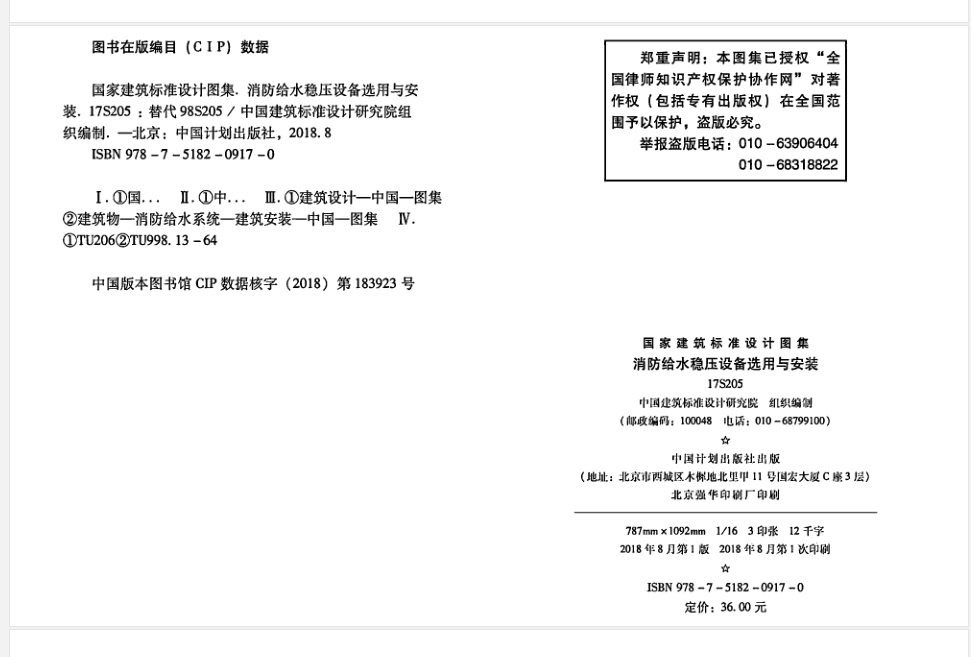 图书在版编目(CIP)数据
国家建筑标准设计图集. 消防给水稳压设备选用与安
装. 17S205 : 替代 98S205 / 中国建筑标准设计研究院组
织编制. —北京: 中国计划出版社, 2018. 8
ISBN 978-7-5182-0917-0
Ⅰ. ①国... Ⅱ. ①中... Ⅲ. ①建筑设计—中国—图集
②建筑物—消防给水系统—建筑安装—中国—图集 Ⅳ.
①TU206②TU998. 13-64
中国版本图书馆 CIP 数据核字 (2018) 第 183923 号
郑重声明: 本图集已授权“全
国律师知识产权保护协作网”对著
作权(包括专有出版权)在全国范
围予以保护, 盗版必究。
举报盗版电话: 010-63906404
010-68318822
国家建筑标准设计图集
消防给水稳压设备选用与安装
17S205
中国建筑标准设计研究院 组织编制
(邮政编码: 100048 电话: 010-68799100)
☆
中国计划出版社出版
(地址: 北京市西城区木樨地北里甲 11 号国宏大厦 C 座 3 层)
北京强华印刷厂印刷
787mm×1092mm 1/16 3 印张 12 千字
2018 年 8 月第 1 版 2018 年 8 月第 1 次印刷
☆
ISBN 978-7-5182-0917-0
定价: 36.00 元